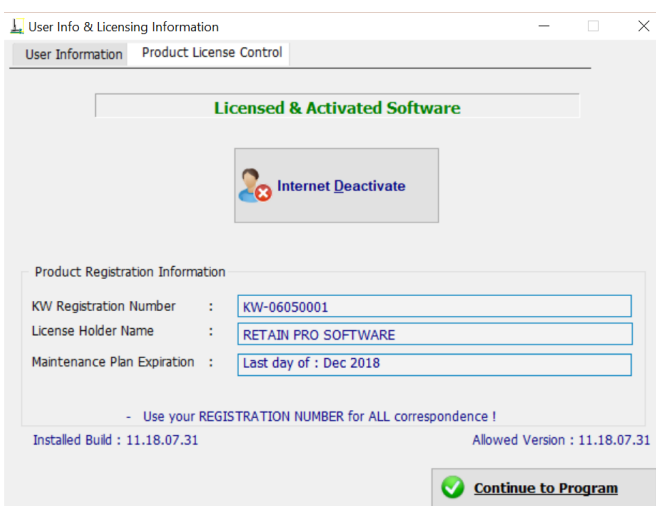 User Info & Licensing Information
User Information Product License Control
Licensed & Activated Software
Internet Deactivate
Product Registration Information
KW Registration Number : KW-06050001
License Holder Name : RETAIN PRO SOFTWARE
Maintenance Plan Expiration : Last day of : Dec 2018
- Use your REGISTRATION NUMBER for ALL correspondence !
Installed Build : 11.18.07.31 Allowed Version : 11.18.07.31
Continue to Program